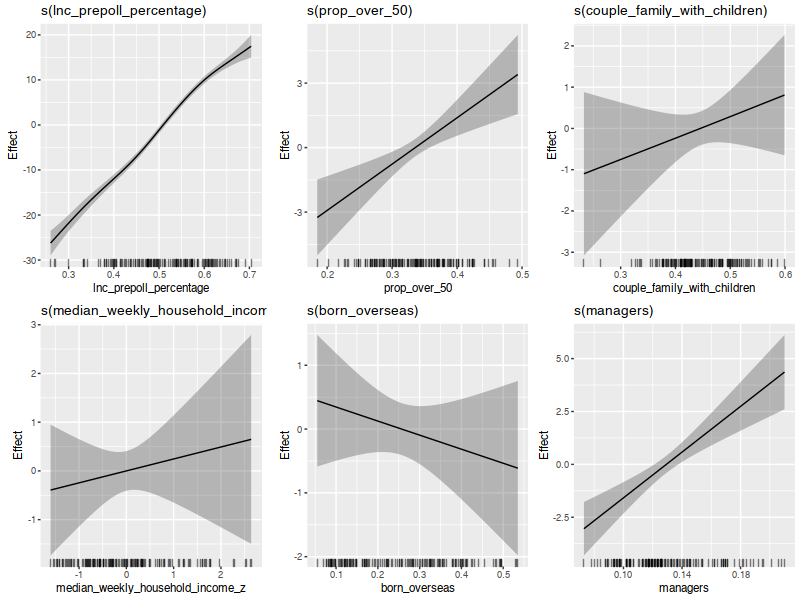 s(lnc_prepoll_percentage)
20
10
0
-10
-20
-30
Effect
0.3 0.4 0.5 0.6 0.7
lnc_prepoll_percentage
s(prop_over_50)
3
0
-3
Effect
0.2 0.3 0.4 0.5
prop_over_50
s(couple_family_with_children)
2
1
0
-1
-2
-3
Effect
0.3 0.4 0.5 0.6
couple_family_with_children
s(median_weekly_household_incom
3
2
1
0
-1
Effect
-1 0 1 2
median_weekly_household_income_z
s(born_overseas)
1
0
-1
-2
Effect
0.1 0.2 0.3 0.4 0.5
born_overseas
s(managers)
5.0
2.5
0.0
-2.5
Effect
0.10 0.14 0.18
managers